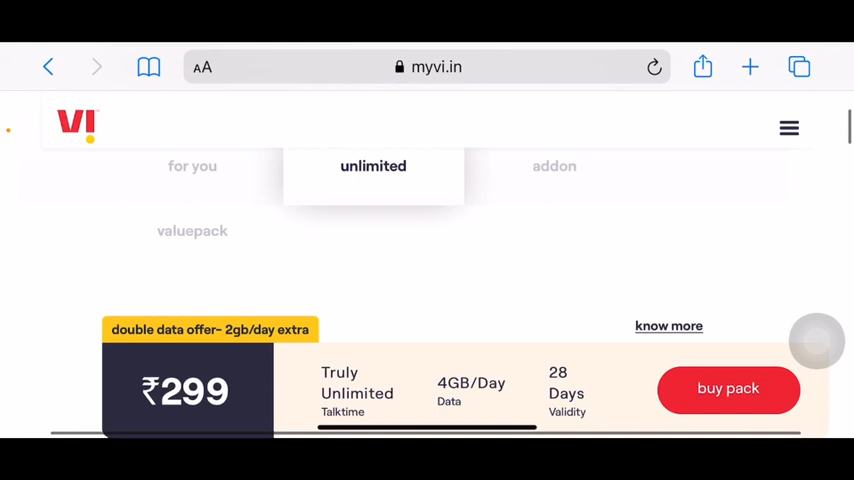 AA
myvi.in
VI
for you
unlimited
addon
valuepack
double data offer- 2gb/day extra
know more
₹299
Truly
Unlimited
Talktime
4GB/Day
Data
28
Days
Validity
buy pack